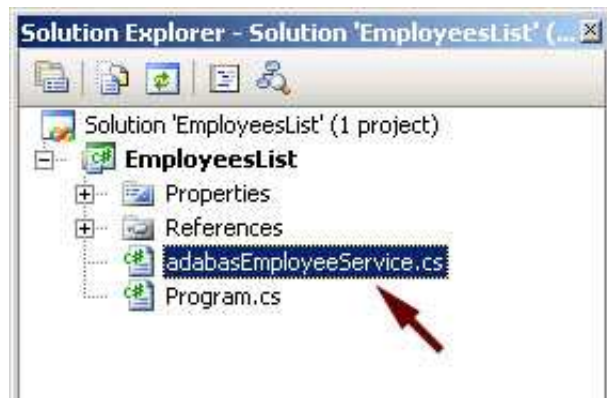 Solution Explorer - Solution 'EmployeesList' (...
Solution 'EmployeesList' (1 project)
EmployeesList
Properties
References
adabasEmployeeService.cs
Program.cs